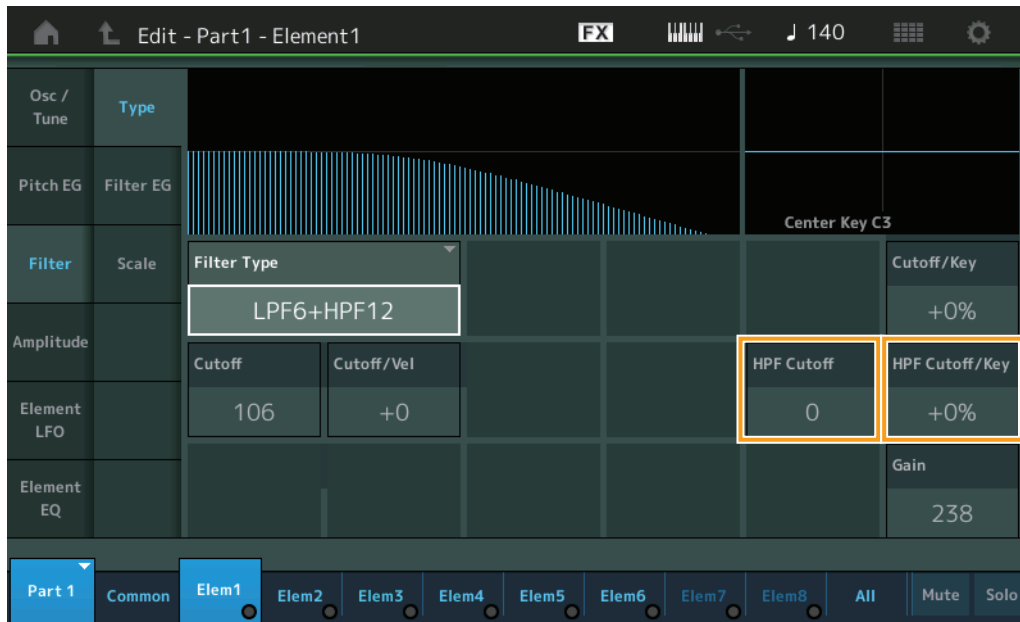 Edit - Part1 - Element1
FX
♩ 140
Osc /
Tune
Type
Pitch EG
Filter EG
Center Key C3
Filter
Scale
Filter Type
Cutoff/Key
LPF6+HPF12
+0%
Amplitude
Cutoff
Cutoff/Vel
HPF Cutoff
HPF Cutoff/Key
106
+0
0
+0%
Element
LFO
Gain
Element
EQ
238
Part 1
Common
Elem1
Elem2
Elem3
Elem4
Elem5
Elem6
Elem7
Elem8
All
Mute
Solo